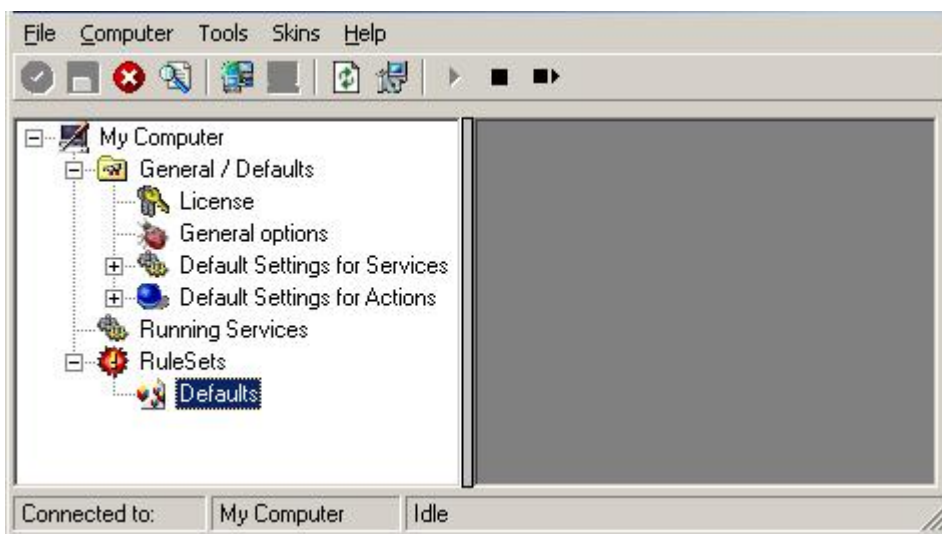 File Computer Tools Skins Help
My Computer
General / Defaults
License
General options
Default Settings for Services
Default Settings for Actions
Running Services
RuleSets
Defaults
Connected to: My Computer Idle